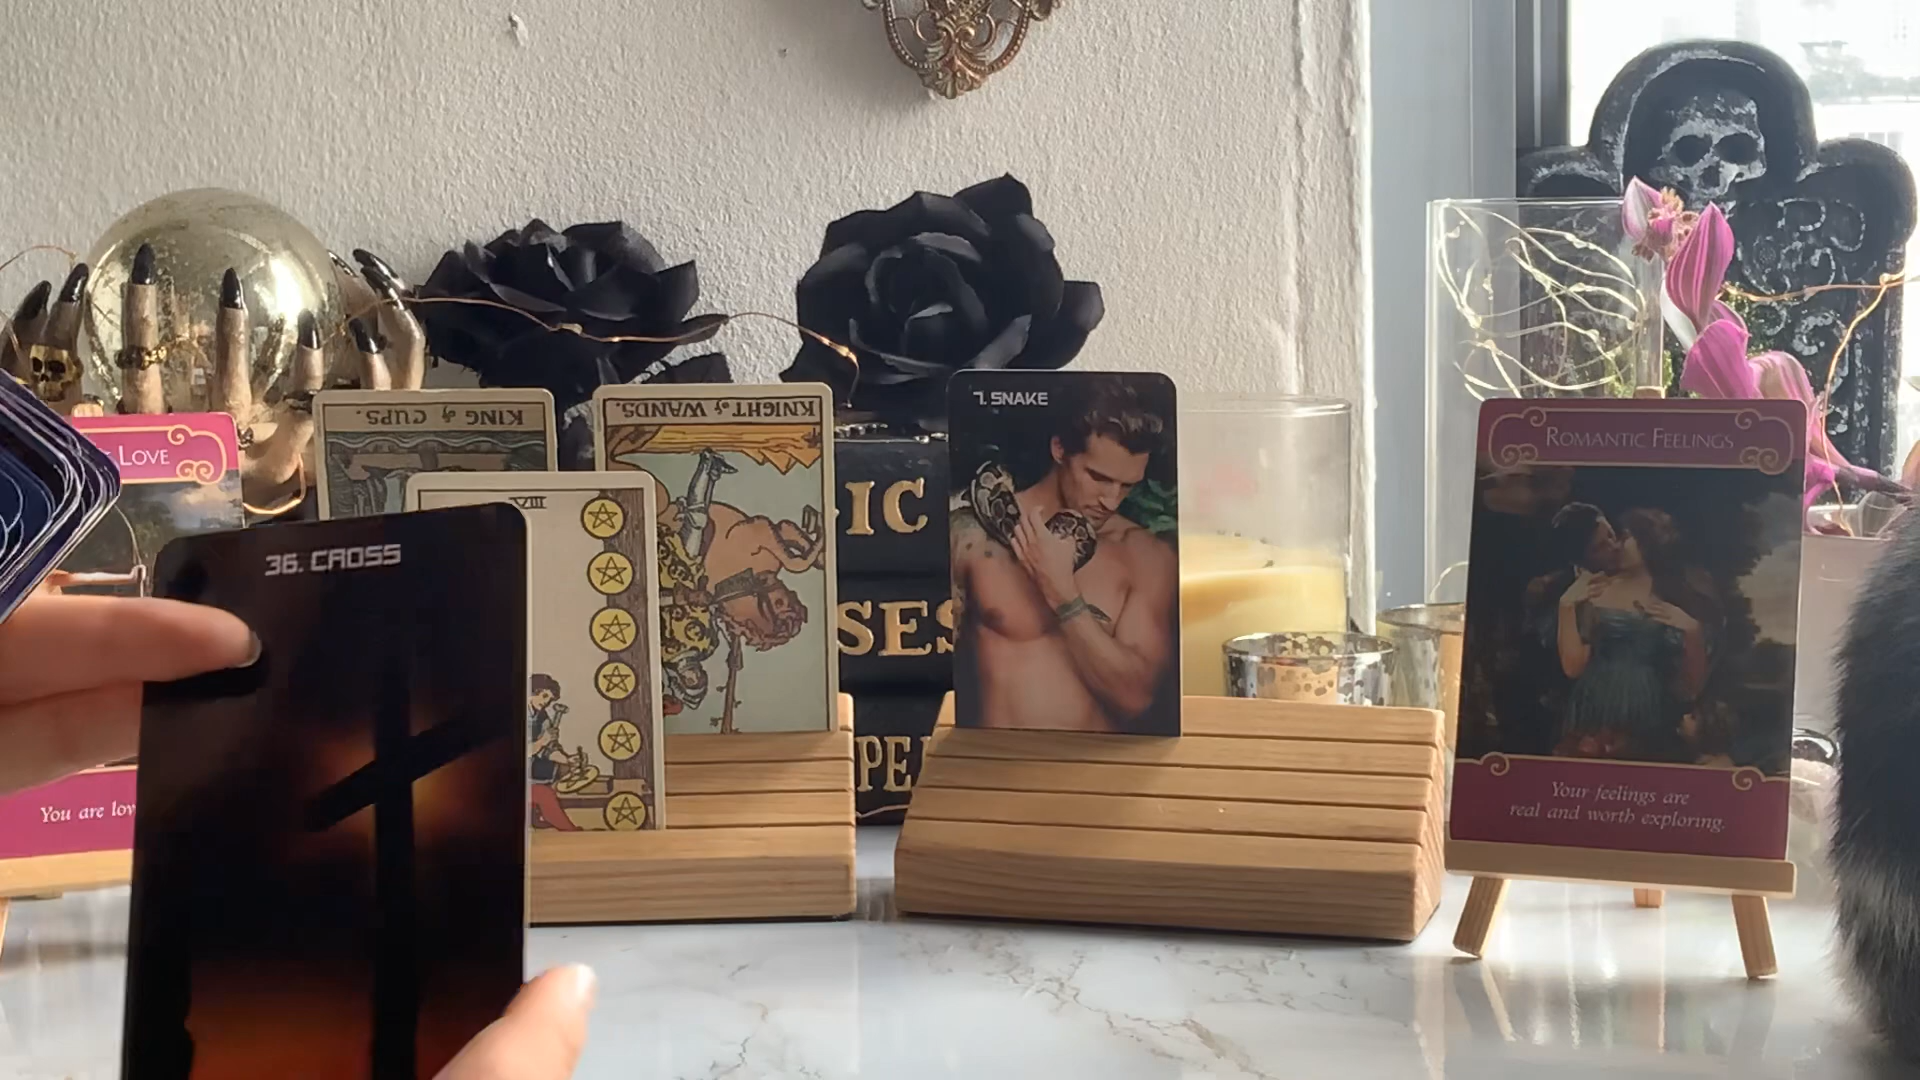 LOVE
You are lov
36. CROSS
KING of CUPS.
VIII
KNIGHT of WANDS.
IC
SES
PE
7. SNAKE
ROMANTIC FEELINGS
Your feelings are
real and worth exploring.